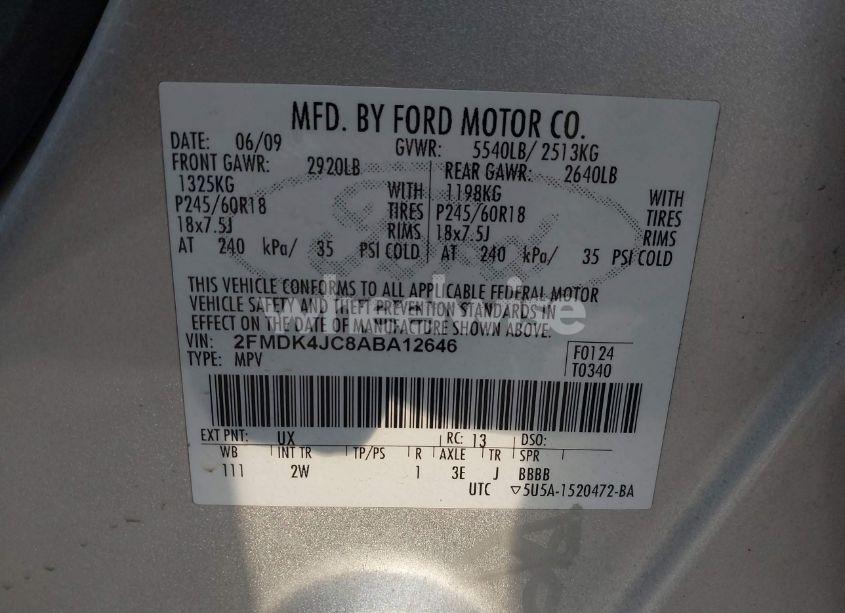 MFD. BY FORD MOTOR CO.
DATE: 06/09 GVWR: 5540LB/ 2513KG
FRONT GAWR: 2920LB REAR GAWR: 2640LB
1325KG WITH 1198KG WITH
P245/60R18 TIRES P245/60R18 TIRES
18x7.5J RIMS 18x7.5J RIMS
AT 240 kPa/ 35 PSI COLD AT 240 kPa/ 35 PSI COLD
THIS VEHICLE CONFORMS TO ALL APPLICABLE FEDERAL MOTOR
VEHICLE SAFETY AND THEFT PREVENTION STANDARDS IN
EFFECT ON THE DATE OF MANUFACTURE SHOWN ABOVE.
VIN: 2FMDK4JC8ABA12646 F0124
TYPE: MPV T0340
EXT PNT: UX RC: 13 DSO:
WB INT TR TP/PS R AXLE TR SPR
111 2W 1 3E J BBBB
UTC ▽5U5A-1520472-BA